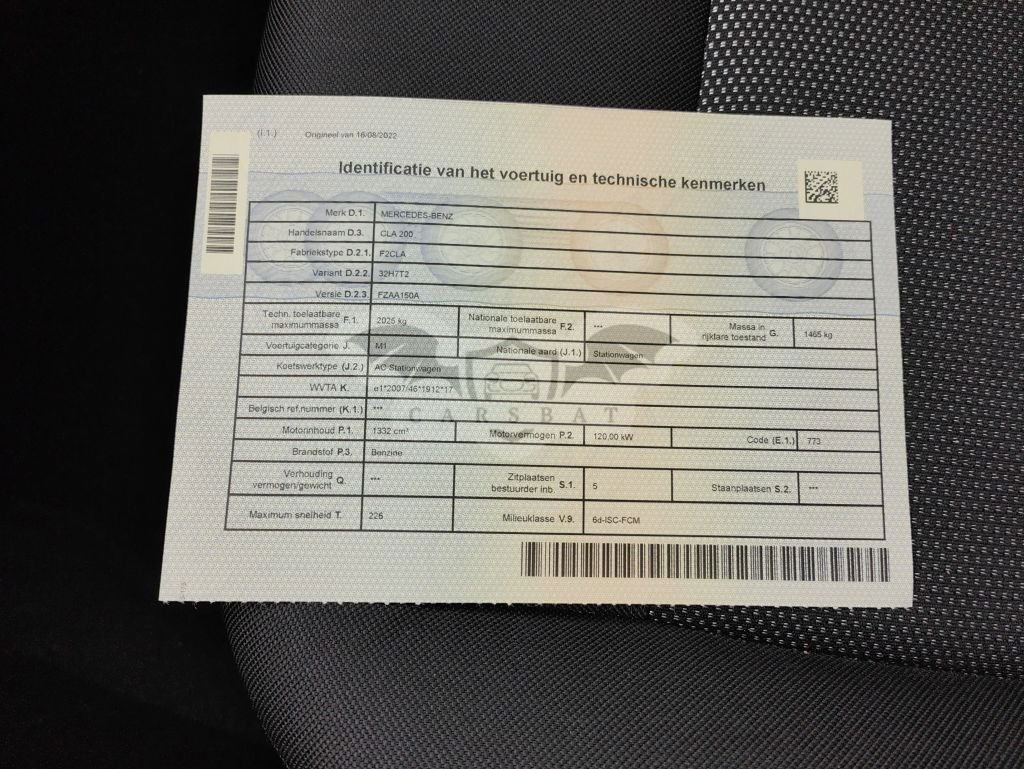 (I.1.) Origineel van 16/08/2022
Identificatie van het voertuig en technische kenmerken
Merk D.1. MERCEDES-BENZ
Handelsnaam D.3. CLA 200
Fabriekstype D.2.1. F2CLA
Variant D.2.2. 32H7T2
Versie D.2.3. FZAA150A
Techn. toelaatbare maximummassa F.1. 2025 kg Nationale toelaatbare maximummassa F.2. *** Massa in rijklare toestand G. 1465 kg
Voertuigcategorie J. M1 Nationale aard (J.1.) Stationwagen
Koetswerktype (J.2.) AC Stationwagen
WVTA K. e1*2007/46*1912*17
Belgisch ref.nummer (K.1.) ***
CARSBAT
Motorinhoud P.1. 1332 cm³ Motorvermogen P.2. 120,00 kW Code (E.1.) 773
Brandstof P.3. Benzine
Verhouding vermogen/gewicht Q. *** Zitplaatsen bestuurder inb. S.1. 5 Staanplaatsen S.2. ***
Maximum snelheid T. 226 Milieuklasse V.9. 6d-ISC-FCM